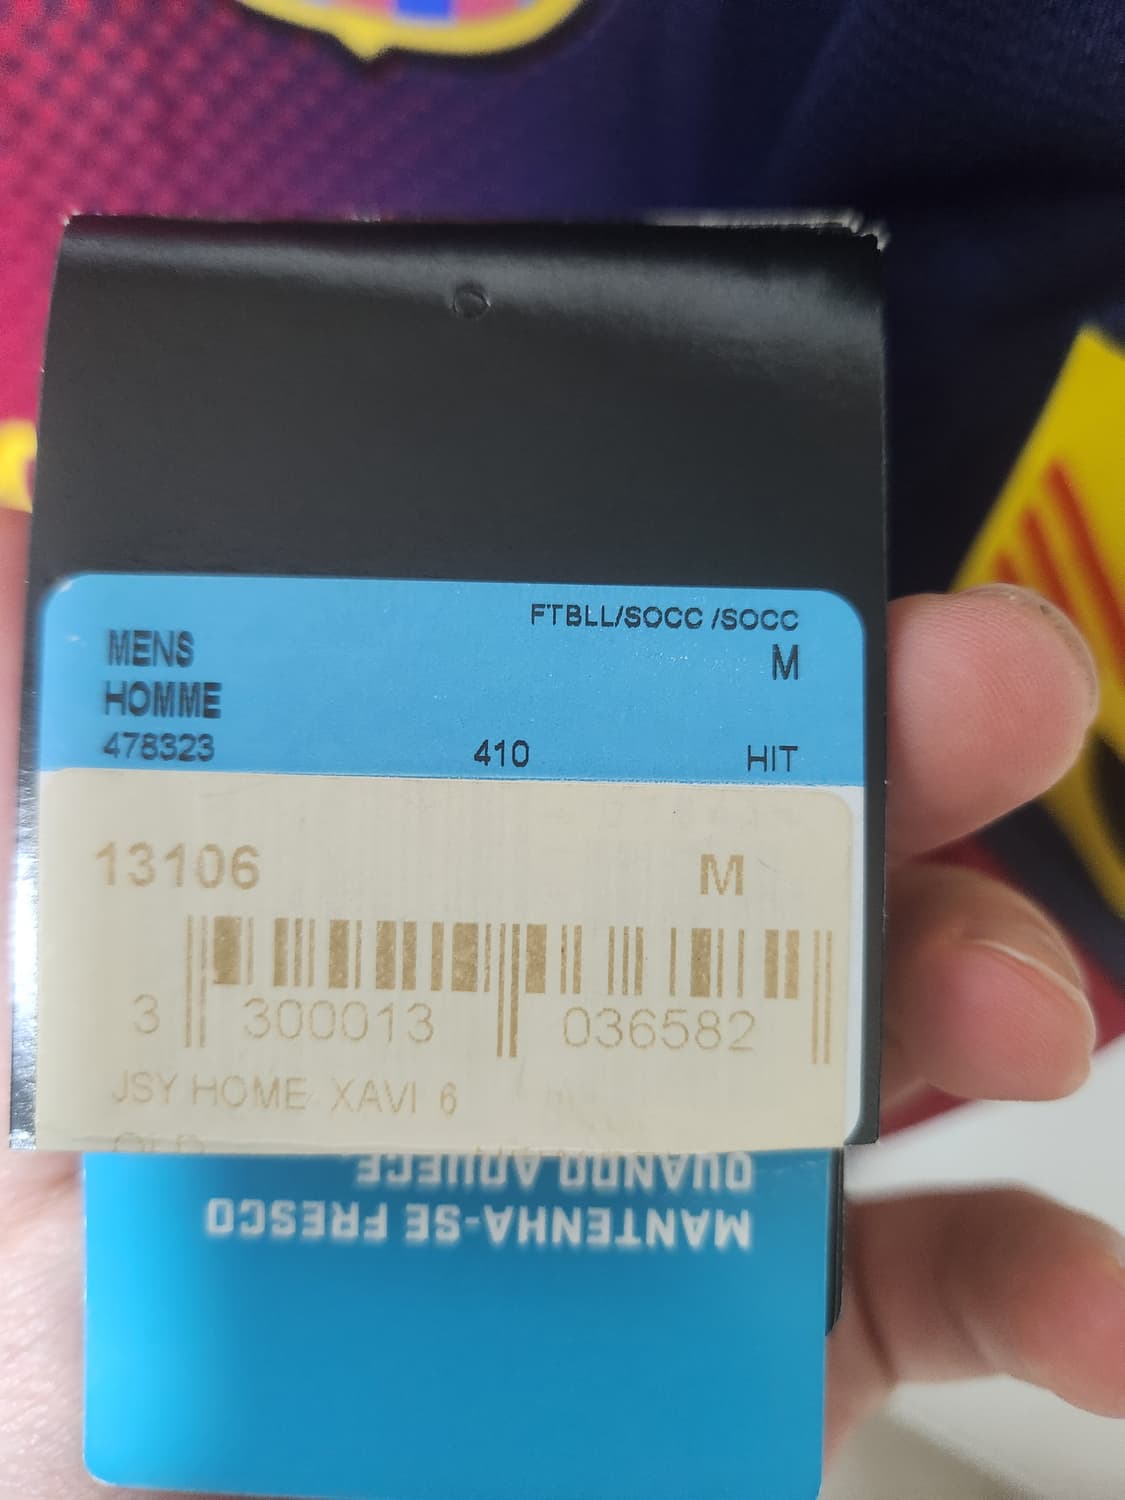 FTBLL/SOCC /SOCC
MENS
M
HOMME
478323 410 HIT
13106 M
3 300013 036582
JSY HOME XAVI 6
MANTENHA-SE FRESCO
QUANDO AQUECE.